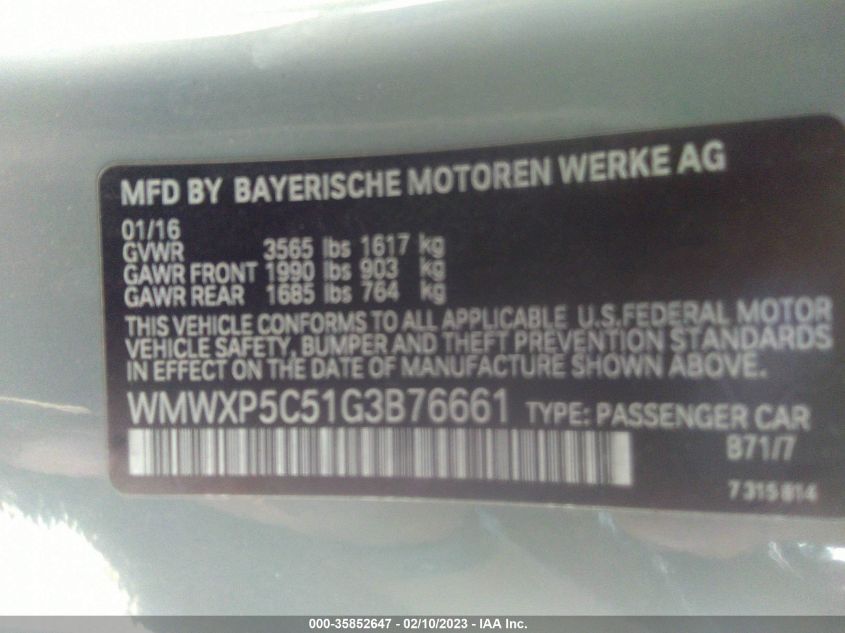 MFD BY BAYERISCHE MOTOREN WERKE AG
01/16
GVWR 3565 lbs 1617 kg
GAWR FRONT 1990 lbs 903 kg
GAWR REAR 1685 lbs 764 kg
THIS VEHICLE CONFORMS TO ALL APPLICABLE U.S.FEDERAL MOTOR
VEHICLE SAFETY, BUMPER AND THEFT PREVENTION STANDARDS
IN EFFECT ON THE DATE OF MANUFACTURE SHOWN ABOVE.
WMWXP5C51G3B76661 TYPE: PASSENGER CAR
B71/7
7315814
000-35852647 - 02/10/2023 - IAA Inc.